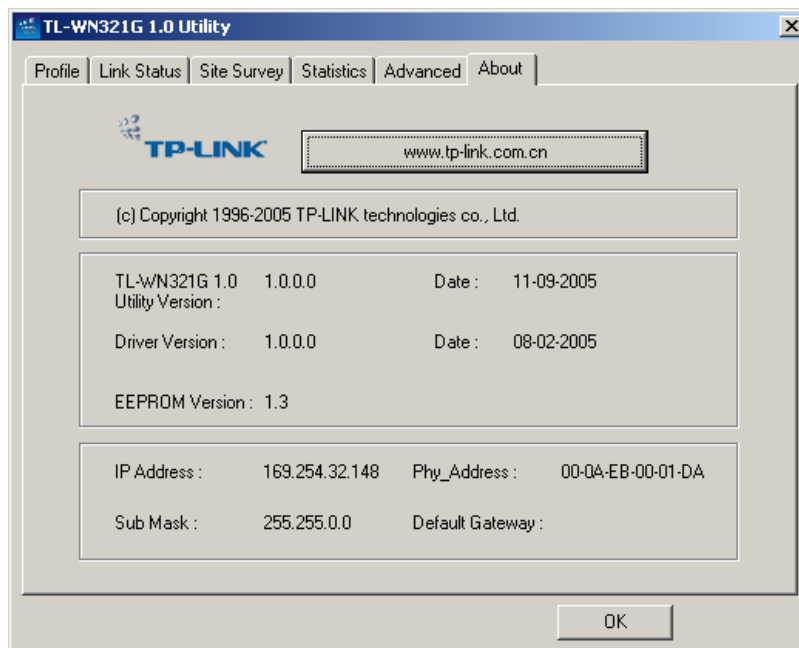 TL-WN321G 1.0 Utility
Profile Link Status Site Survey Statistics Advanced About
TP-LINK www.tp-link.com.cn
(c) Copyright 1996-2005 TP-LINK technologies co., Ltd.
TL-WN321G 1.0 1.0.0.0 Date : 11-09-2005
Utility Version :
Driver Version : 1.0.0.0 Date : 08-02-2005
EEPROM Version : 1.3
IP Address : 169.254.32.148 Phy_Address : 00-0A-EB-00-01-DA
Sub Mask : 255.255.0.0 Default Gateway :
OK